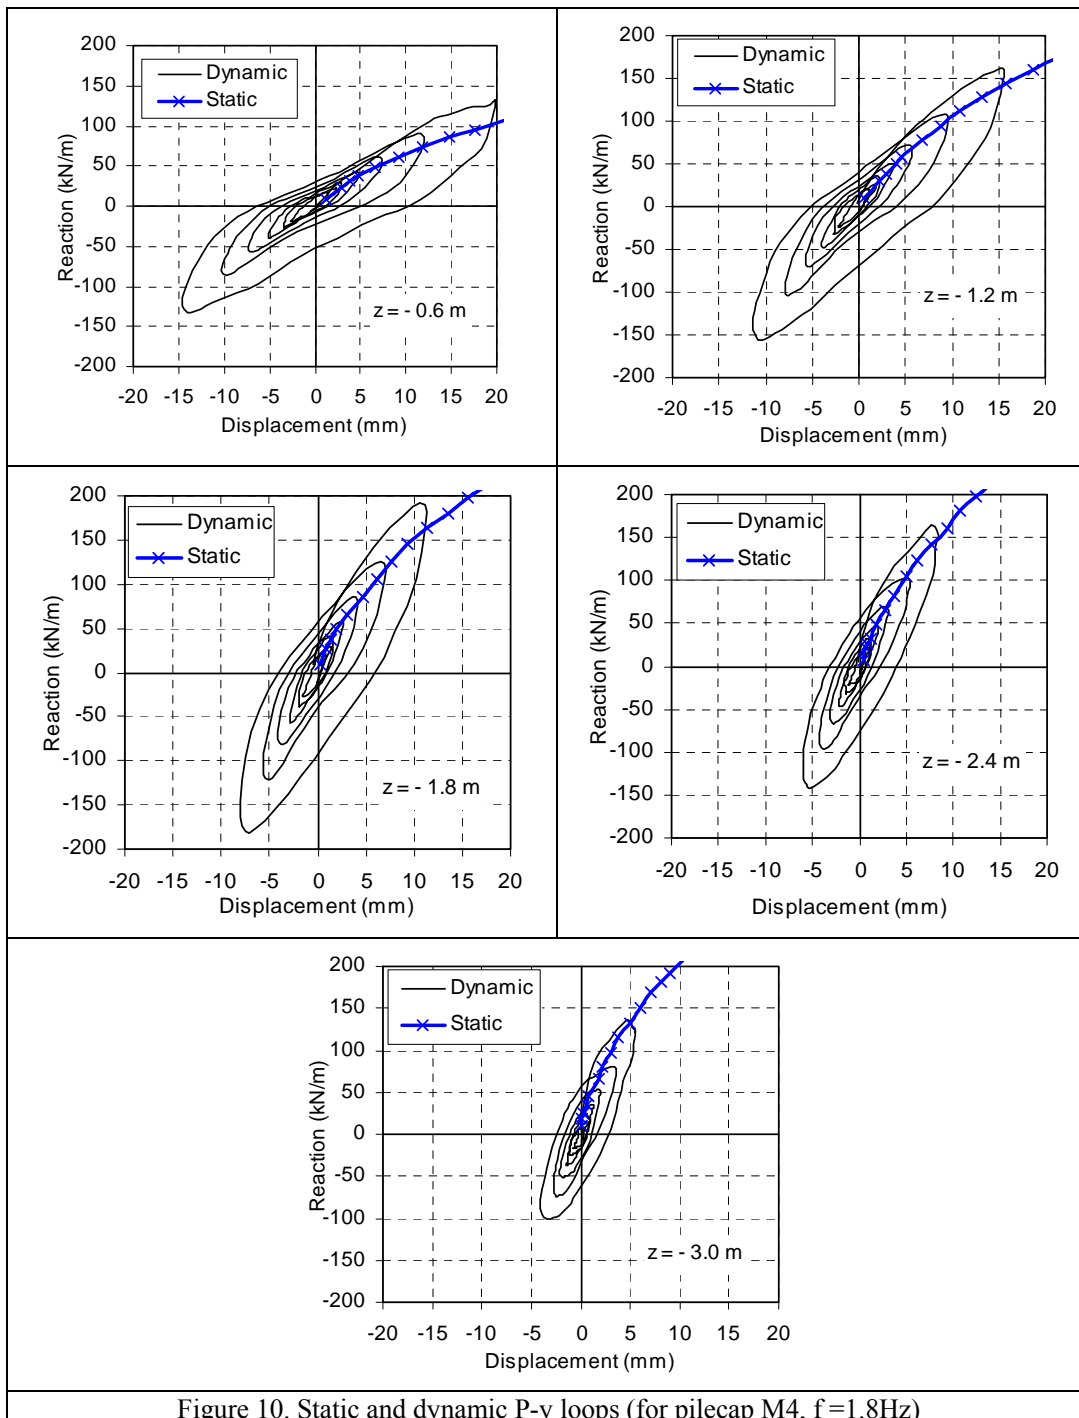 200
150
100
50
0
-50
-100
-150
-200
Reaction (kN/m)
Dynamic
Static
z = - 0.6 m
-20 -15 -10 -5 0 5 10 15 20
Displacement (mm)
200
150
100
50
0
-50
-100
-150
-200
Reaction (kN/m)
Dynamic
Static
z = - 1.2 m
-20 -15 -10 -5 0 5 10 15 20
Displacement (mm)
200
150
100
50
0
-50
-100
-150
-200
Reaction (kN/m)
Dynamic
Static
z = - 1.8 m
-20 -15 -10 -5 0 5 10 15 20
Displacement (mm)
200
150
100
50
0
-50
-100
-150
-200
Reaction (kN/m)
Dynamic
Static
z = - 2.4 m
-20 -15 -10 -5 0 5 10 15 20
Displacement (mm)
200
150
100
50
0
-50
-100
-150
-200
Reaction (kN/m)
Dynamic
Static
z = - 3.0 m
-20 -15 -10 -5 0 5 10 15 20
Displacement (mm)
Figure 10. Static and dynamic P-y loops (for pilecap M4, f =1.8Hz)